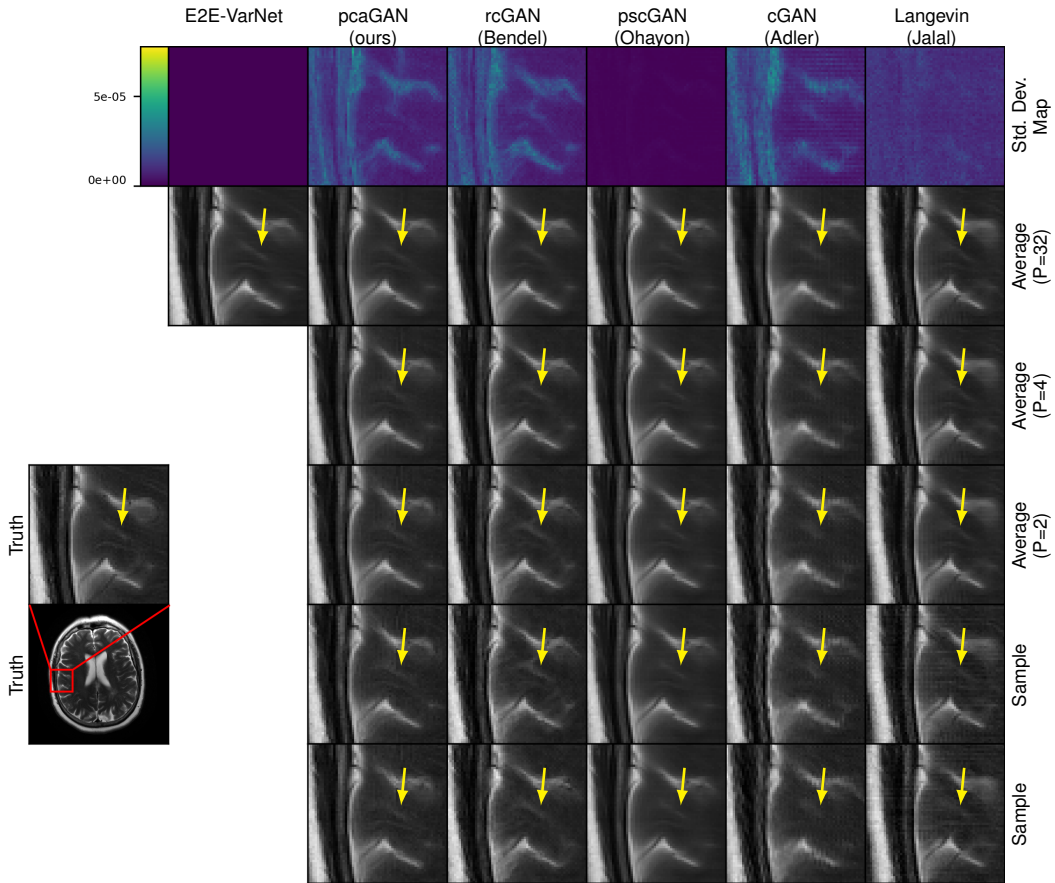 E2E-VarNet
pcaGAN
(ours)
rcGAN
(Bendel)
pscGAN
(Ohayon)
cGAN
(Adler)
Langevin
(Jalal)
5e-05
0e+00
Std. Dev.
Map
Average
(P=32)
Average
(P=4)
Truth
Average
(P=2)
Truth
Sample
Sample